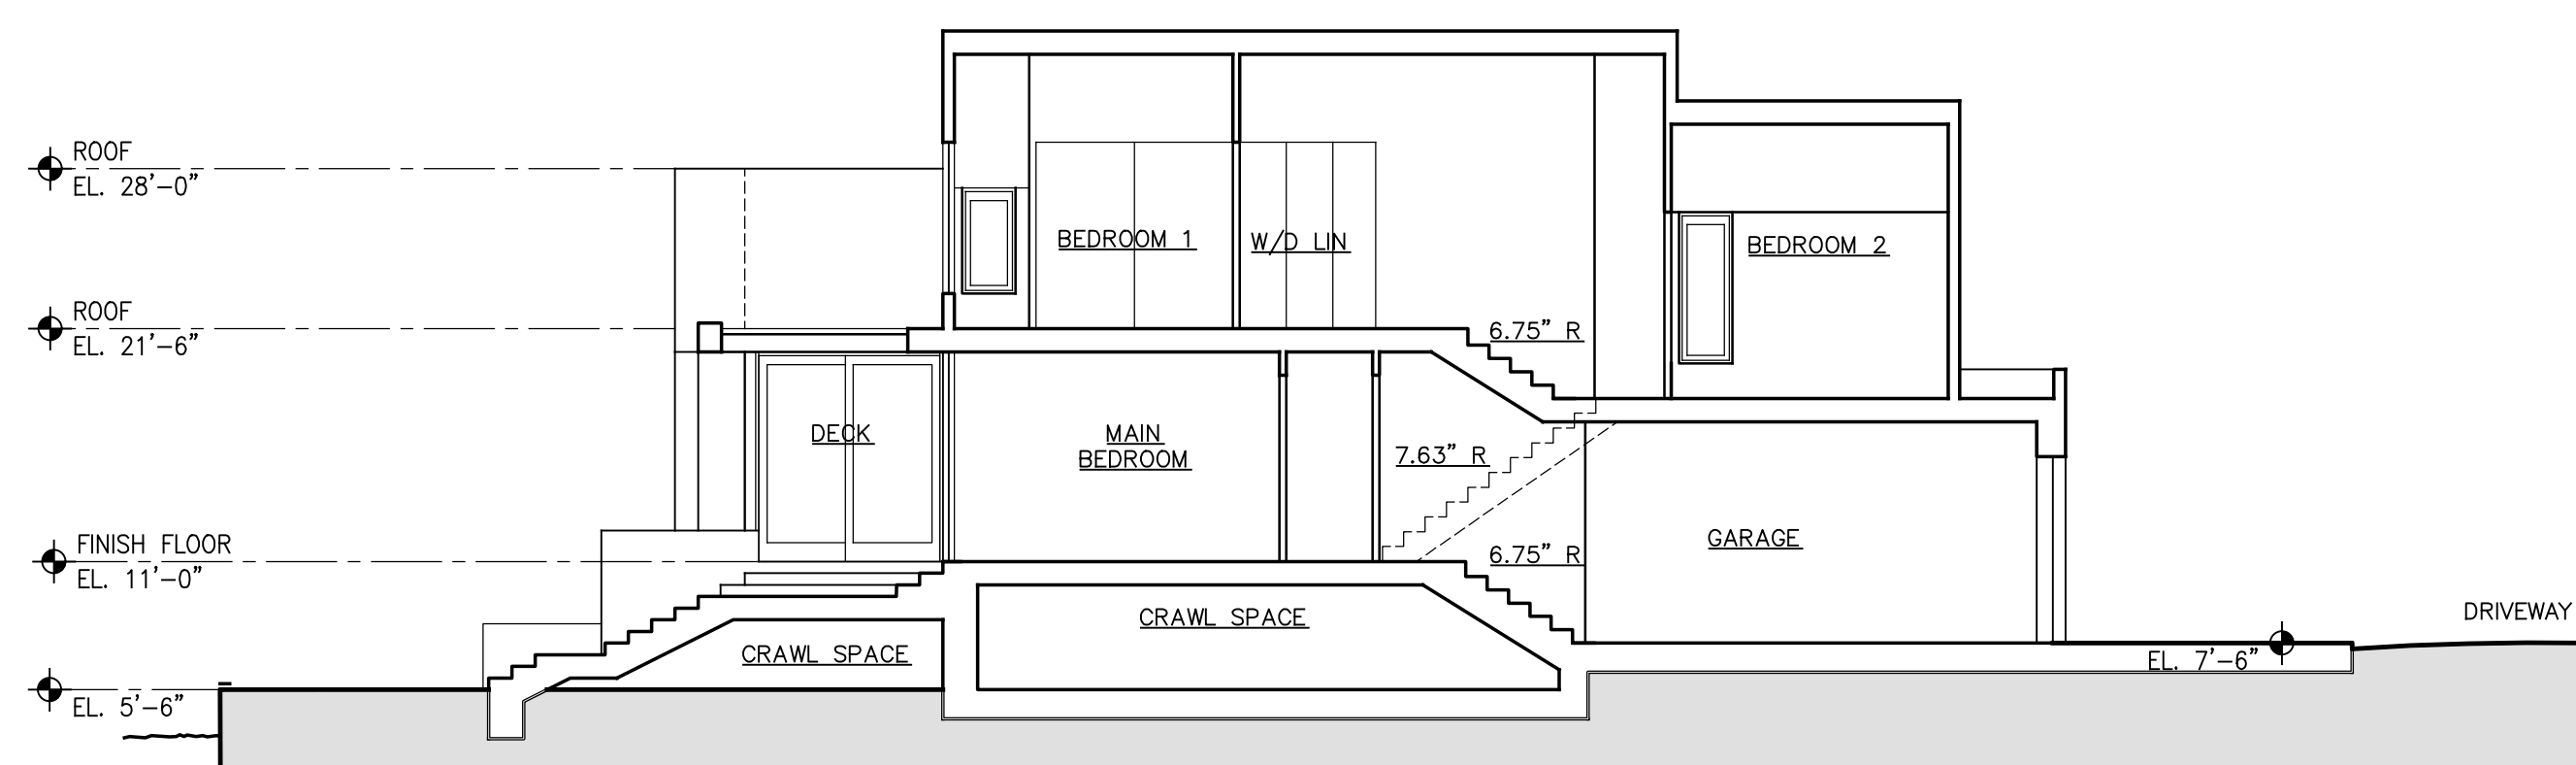 ROOF
EL. 28'-0"
ROOF
EL. 21'-6"
FINISH FLOOR
EL. 11'-0"
EL. 5'-6"
BEDROOM 1
W/D LIN
BEDROOM 2
6.75" R
DECK
MAIN
BEDROOM
7.63" R
6.75" R
GARAGE
CRAWL SPACE
CRAWL SPACE
DRIVEWAY
EL. 7'-6"